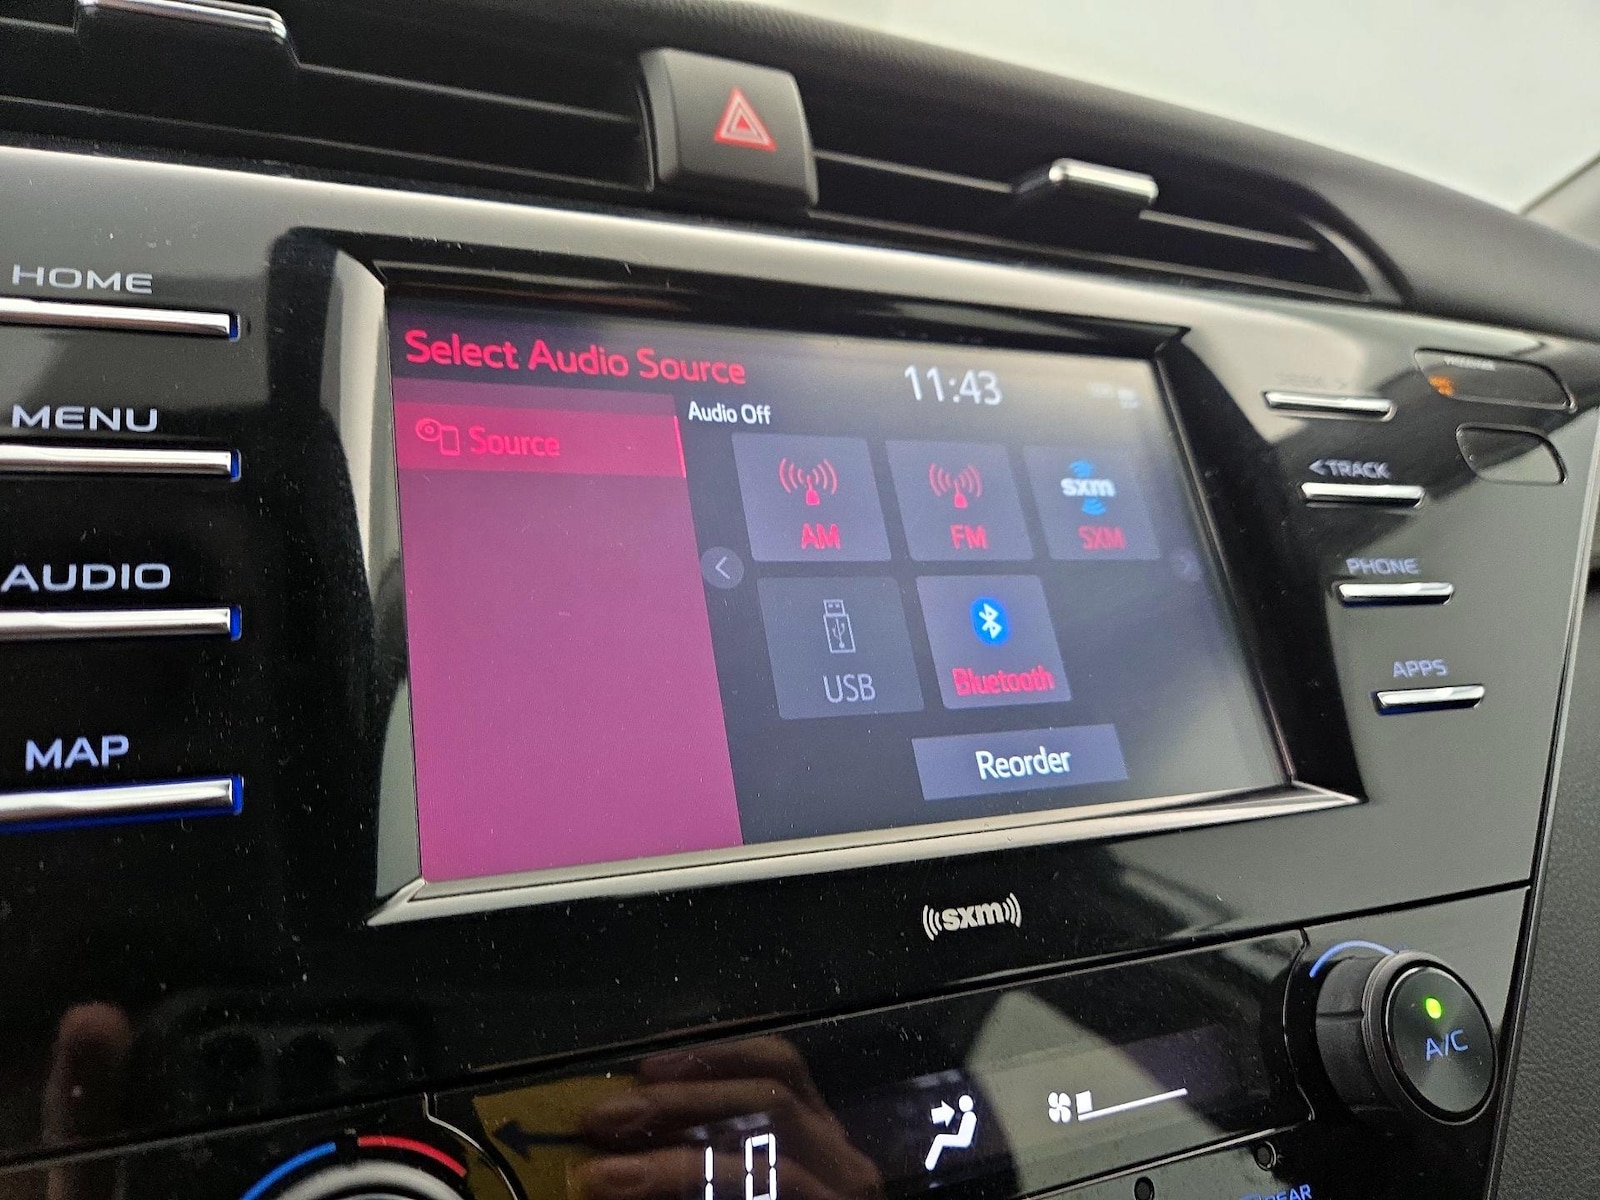 HOME
MENU
AUDIO
MAP
Select Audio Source
11:43
Source
Audio Off
AM
FM
sxm
SXM
USB
Bluetooth
Reorder
<TRACK
PHONE
APPS
sxm
A/C